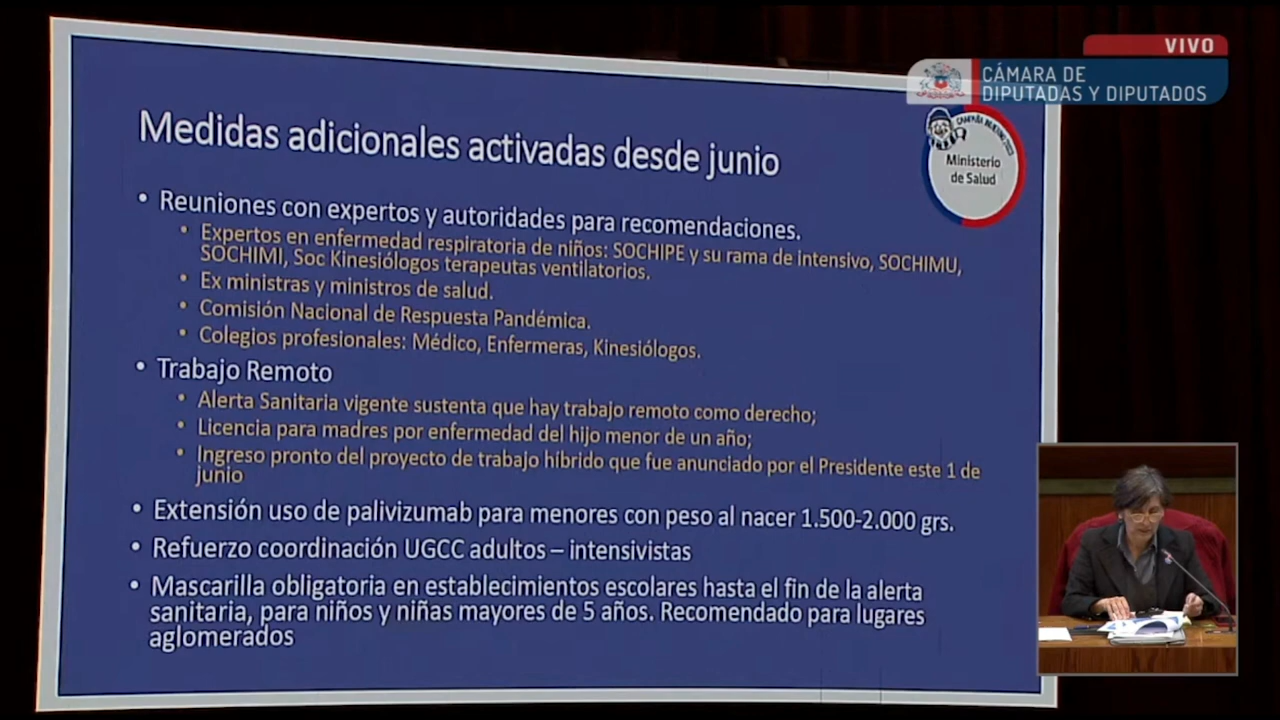 VIVO
CÁMARA DE
DIPUTADAS Y DIPUTADOS
Ministerio
de Salud
Medidas adicionales activadas desde junio
• Reuniones con expertos y autoridades para recomendaciones.
• Expertos en enfermedad respiratoria de niños: SOCHIPE y su rama de intensivo, SOCHIMU,
SOCHIMI, Soc Kinesiólogos terapeutas ventilatorios.
• Ex ministras y ministros de salud.
• Comisión Nacional de Respuesta Pandémica.
• Colegios profesionales: Médico, Enfermeras, Kinesiólogos.
• Trabajo Remoto
• Alerta Sanitaria vigente sustenta que hay trabajo remoto como derecho;
• Licencia para madres por enfermedad del hijo menor de un año;
• Ingreso pronto del proyecto de trabajo híbrido que fue anunciado por el Presidente este 1 de
junio
• Extensión uso de palivizumab para menores con peso al nacer 1.500-2.000 grs.
• Refuerzo coordinación UGCC adultos – intensivistas
• Mascarilla obligatoria en establecimientos escolares hasta el fin de la alerta
sanitaria, para niños y niñas mayores de 5 años. Recomendado para lugares
aglomerados